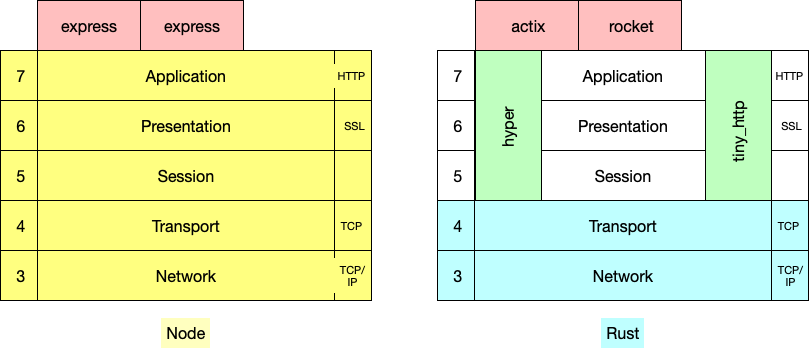 express express
7 Application HTTP
6 Presentation SSL
5 Session
4 Transport TCP
3 Network TCP/
IP
Node
actix rocket
7 Application HTTP
6 Presentation SSL
5 Session
hyper
tiny_http
4 Transport TCP
3 Network TCP/
IP
Rust